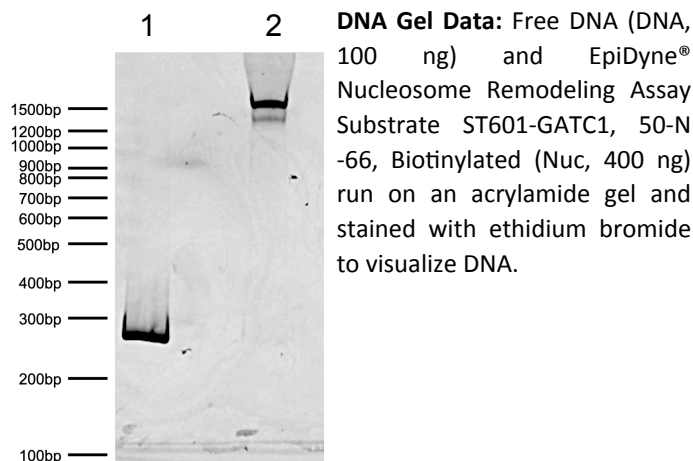 1 2
1500bp
1200bp
1000bp
900bp
800bp
700bp
600bp
500bp
400bp
300bp
200bp
100bp
DNA Gel Data: Free DNA (DNA,
100 ng) and EpiDyne®
Nucleosome Remodeling Assay
Substrate ST601-GATC1, 50-N
-66, Biotinylated (Nuc, 400 ng)
run on an acrylamide gel and
stained with ethidium bromide
to visualize DNA.